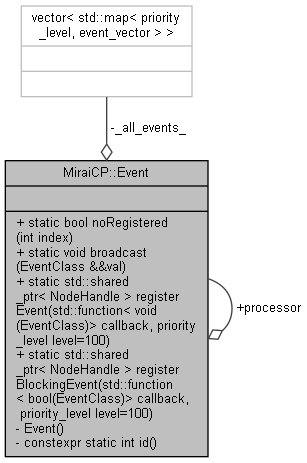 vector< std::map< priority
_level, event_vector > >
-_all_events_
MiraiCP::Event
+ static bool noRegistered
(int index)
+ static void broadcast
(EventClass &&val)
+ static std::shared
_ptr< NodeHandle > register
Event(std::function< void
(EventClass)> callback, priority
_level level=100)
+ static std::shared
_ptr< NodeHandle > register
BlockingEvent(std::function
< bool(EventClass)> callback,
priority_level level=100)
- Event()
- constexpr static int id()
+processor